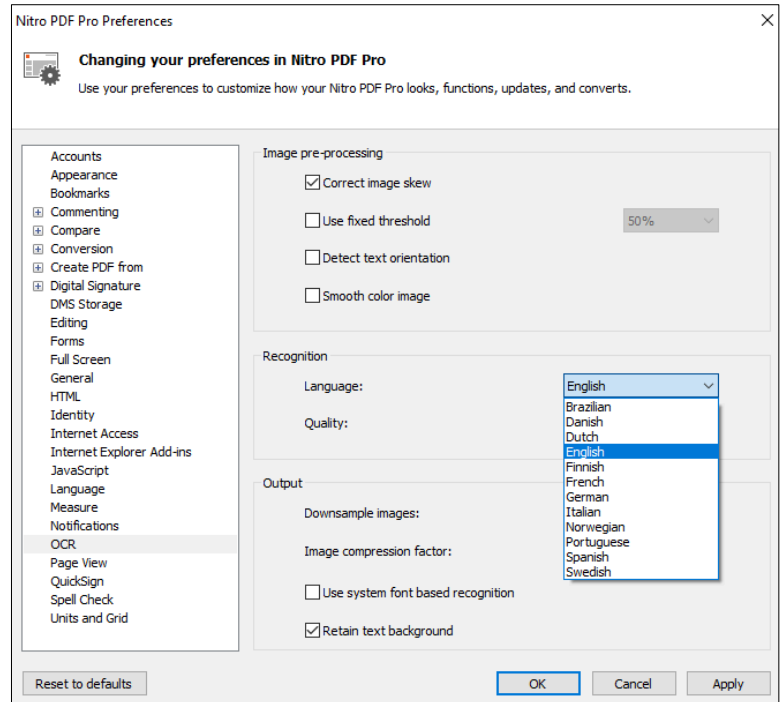 Nitro PDF Pro Preferences
Changing your preferences in Nitro PDF Pro
Use your preferences to customize how your Nitro PDF Pro looks, functions, updates, and converts.
Accounts
Appearance
Bookmarks
Commenting
Compare
Conversion
Create PDF from
Digital Signature
DMS Storage
Editing
Forms
Full Screen
General
HTML
Identity
Internet Access
Internet Explorer Add-ins
JavaScript
Language
Measure
Notifications
OCR
Page View
QuickSign
Spell Check
Units and Grid
Image pre-processing
Correct image skew
Use fixed threshold 50%
Detect text orientation
Smooth color image
Recognition
Language: English
Brazilian
Danish
Dutch
English
Finnish
French
German
Italian
Norwegian
Portuguese
Spanish
Swedish
Quality:
Output
Downsample images:
Image compression factor:
Use system font based recognition
Retain text background
Reset to defaults OK Cancel Apply